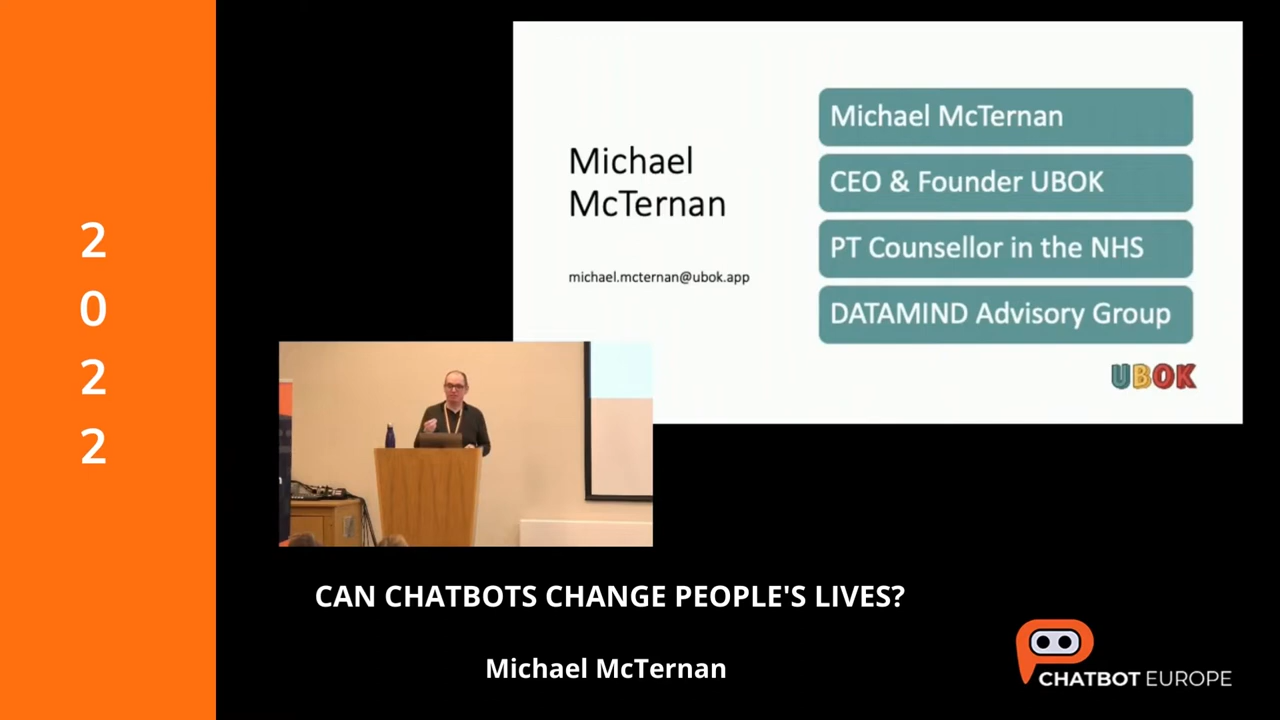 2
0
2
2
Michael
McTernan
michael.mcternan@ubok.app
Michael McTernan
CEO & Founder UBOK
PT Counsellor in the NHS
DATAMIND Advisory Group
UBOK
CAN CHATBOTS CHANGE PEOPLE'S LIVES?
Michael McTernan
CHATBOT EUROPE